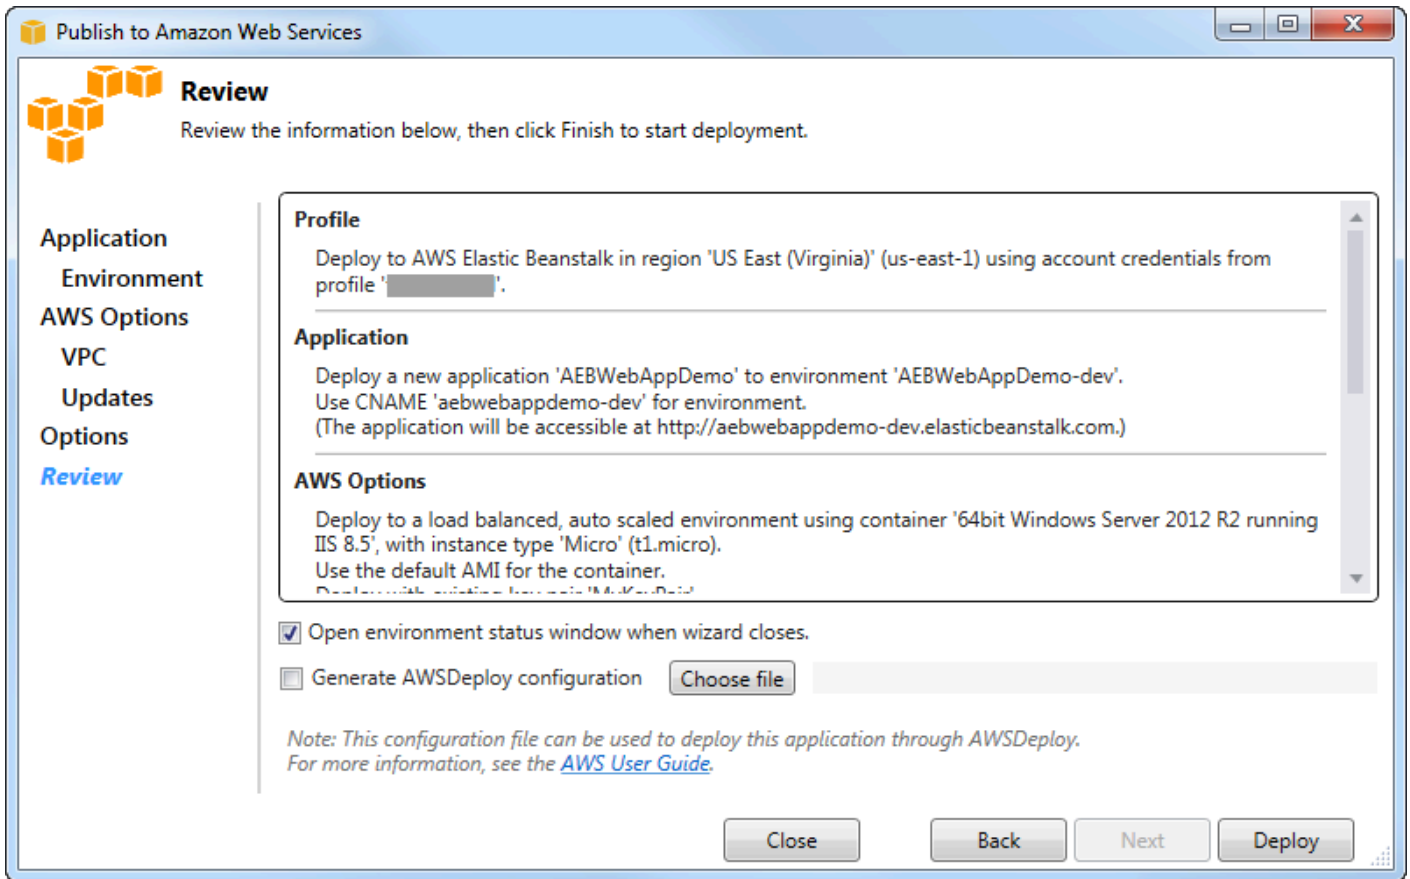 Publish to Amazon Web Services
Review
Review the information below, then click Finish to start deployment.
Application
Environment
AWS Options
VPC
Updates
Options
Review
Profile
Deploy to AWS Elastic Beanstalk in region 'US East (Virginia)' (us-east-1) using account credentials from
profile ' '.
Application
Deploy a new application 'AEBWebAppDemo' to environment 'AEBWebAppDemo-dev'.
Use CNAME 'aebwebappdemo-dev' for environment.
(The application will be accessible at http://aebwebappdemo-dev.elasticbeanstalk.com.)
AWS Options
Deploy to a load balanced, auto scaled environment using container '64bit Windows Server 2012 R2 running
IIS 8.5', with instance type 'Micro' (t1.micro).
Use the default AMI for the container.
Deploy with existing key pair 'MyKeyPair'
Open environment status window when wizard closes.
Generate AWSDeploy configuration Choose file
Note: This configuration file can be used to deploy this application through AWSDeploy.
For more information, see the AWS User Guide.
Close Back Next Deploy